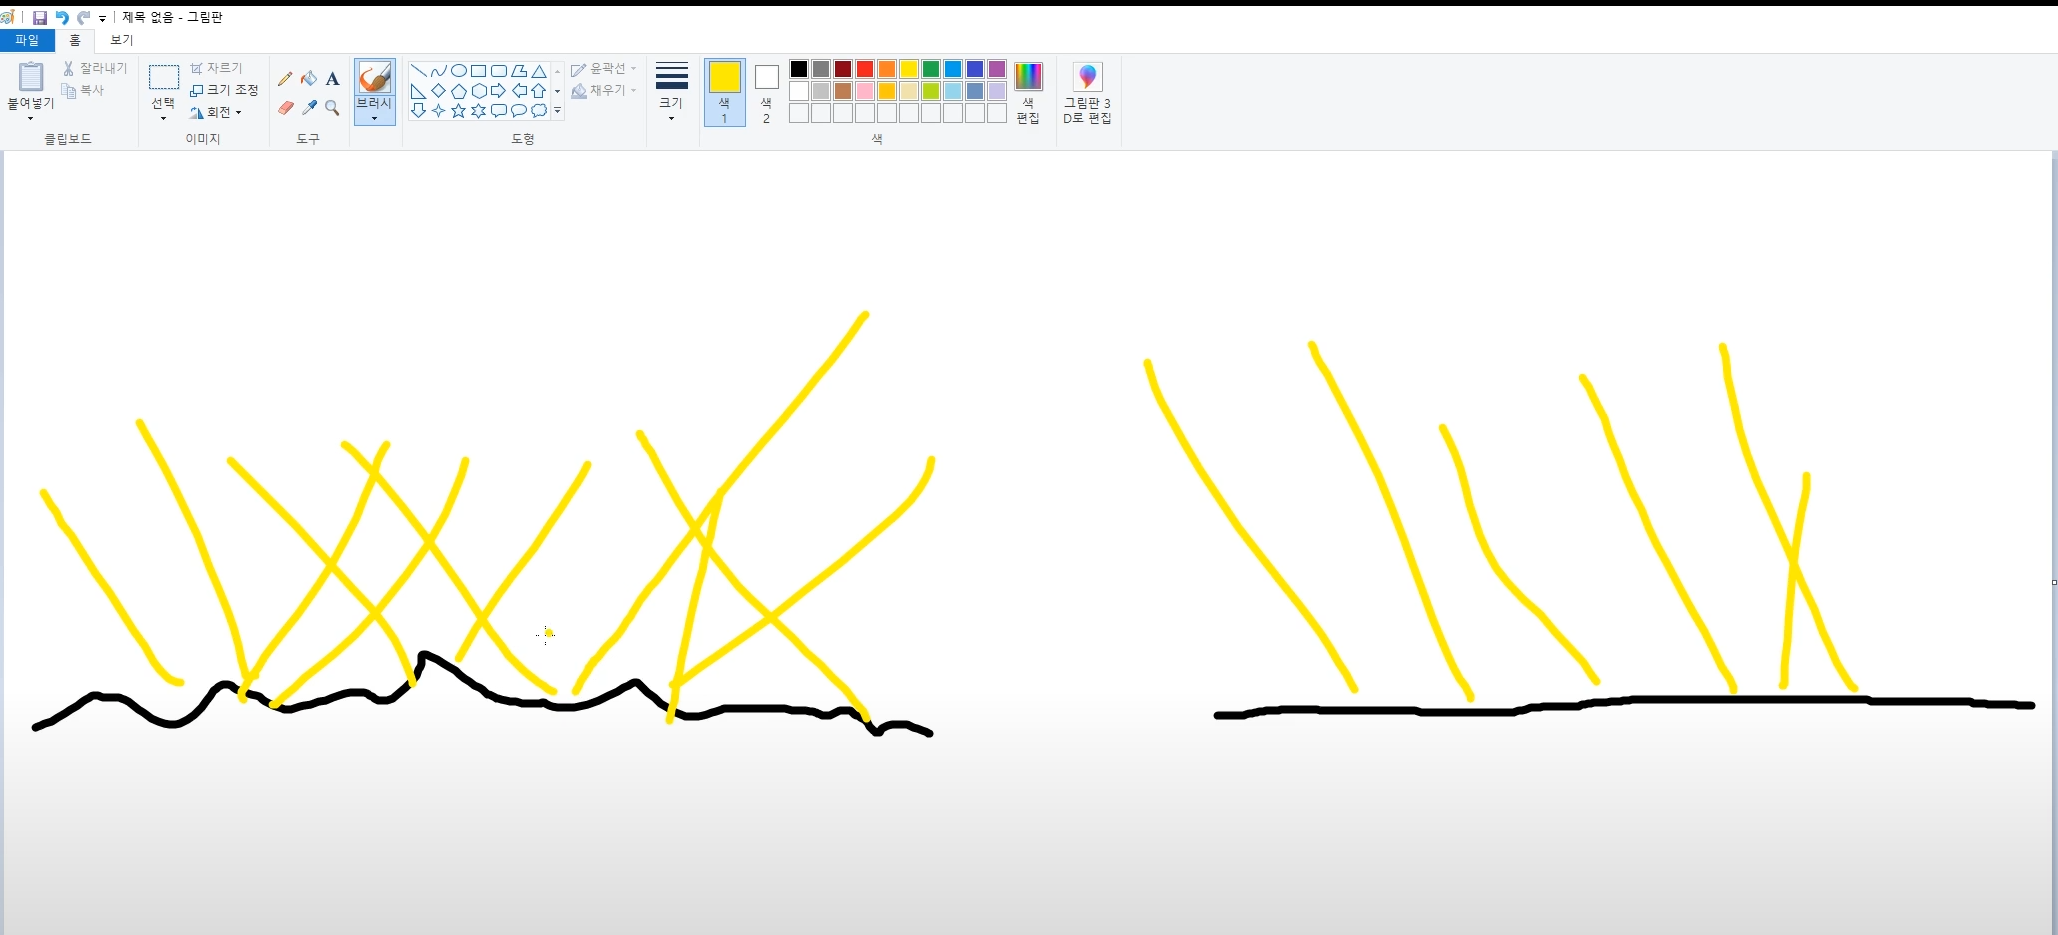 제목 없음 - 그림판
파일 홈 보기
붙여넣기
잘라내기
복사
클립보드
선택
자르기
크기 조정
회전
이미지
A
도구
브러시
윤곽선
채우기
도형
크기
색
1
색
2
색
편집
색
그림판 3
D로 편집